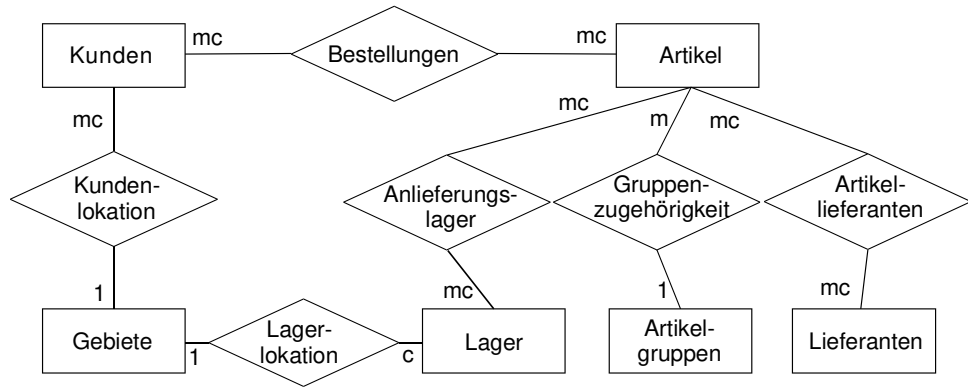 Kunden
mc
Bestellungen
mc
Artikel
mc
mc
m
mc
Kunden-
lokation
Anlieferungs-
lager
Gruppen-
zugehörigkeit
Artikel-
lieferanten
1
mc
1
mc
Gebiete
1
Lager-
lokation
c
Lager
Artikel-
gruppen
Lieferanten